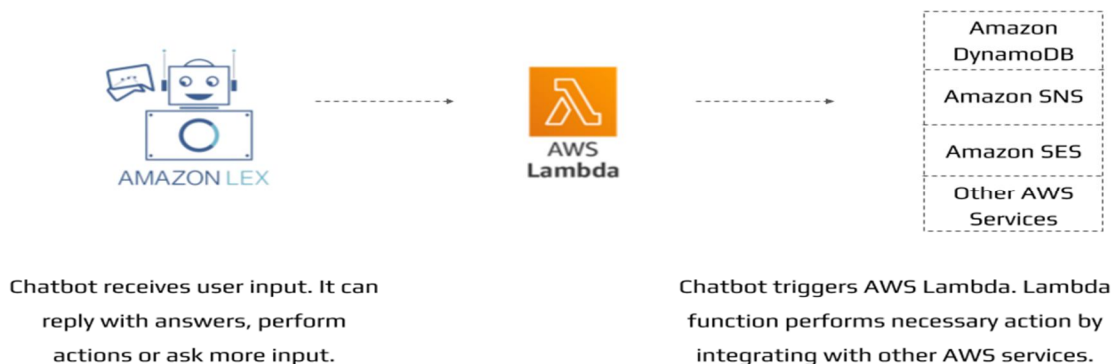 Amazon
DynamoDB
Amazon SNS
Amazon SES
Other AWS
Services
AMAZON LEX
AWS
Lambda
Chatbot receives user input. It can
reply with answers, perform
actions or ask more input.
Chatbot triggers AWS Lambda. Lambda
function performs necessary action by
integrating with other AWS services.